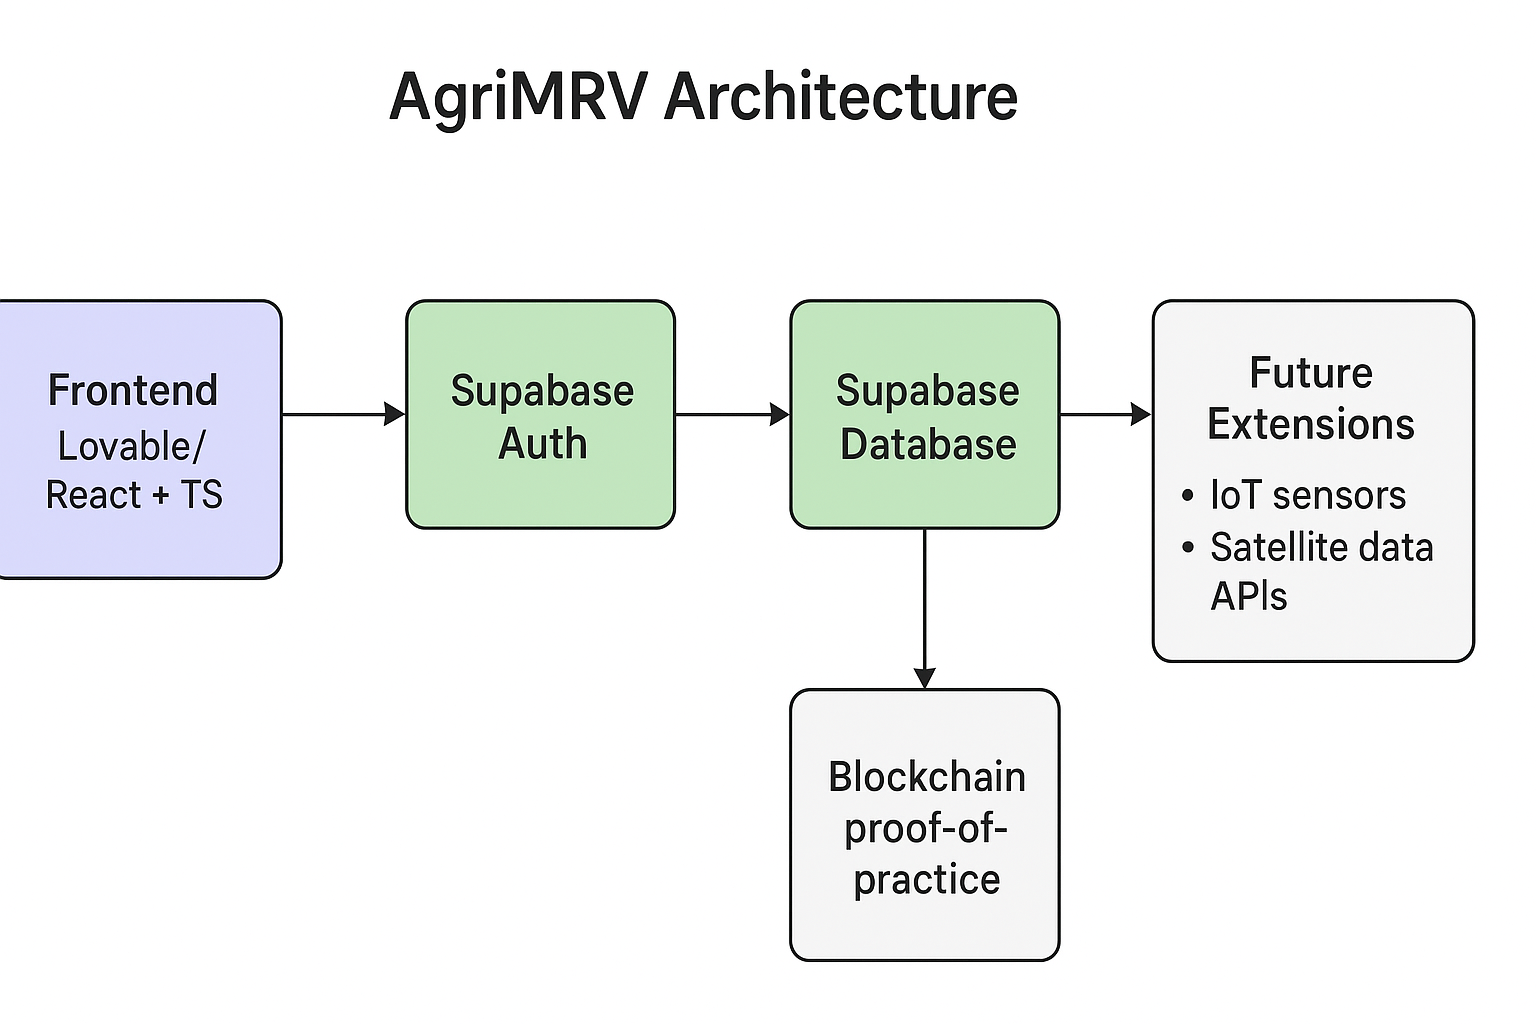 AgriMRV Architecture
Frontend
Lovable/
React + TS
Supabase
Auth
Supabase
Database
Future
Extensions
• IoT sensors
• Satellite data
APIs
Blockchain
proof-of-
practice